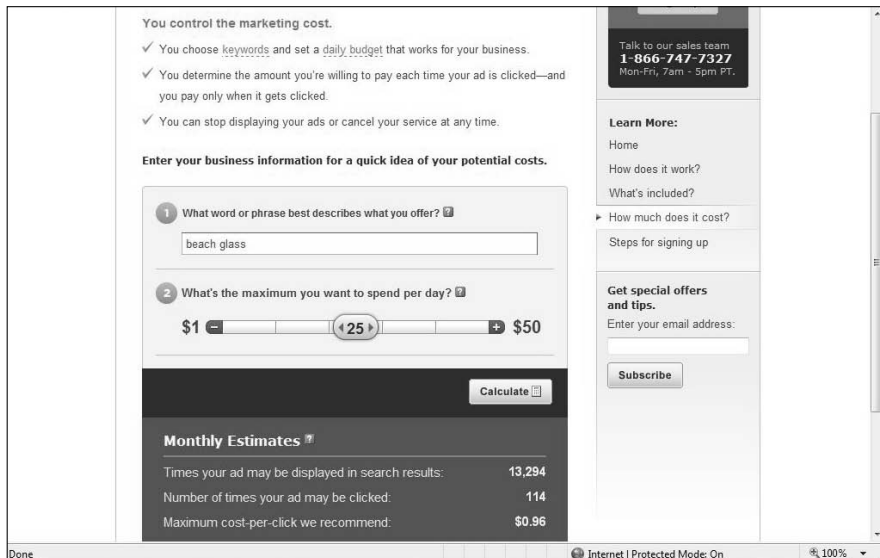 You control the marketing cost.
You choose keywords and set a daily budget that works for your business.
You determine the amount you're willing to pay each time your ad is clicked—and
you pay only when it gets clicked.
You can stop displaying your ads or cancel your service at any time.
Enter your business information for a quick idea of your potential costs.
1 What word or phrase best describes what you offer? ?
beach glass
2 What's the maximum you want to spend per day? ?
$1 25 $50
Calculate
Monthly Estimates ?
Times your ad may be displayed in search results: 13,294
Number of times your ad may be clicked: 114
Maximum cost-per-click we recommend: $0.96
Talk to our sales team
1-866-747-7327
Mon-Fri, 7am - 5pm PT.
Learn More:
Home
How does it work?
What's included?
How much does it cost?
Steps for signing up
Get special offers
and tips.
Enter your email address:
Subscribe
Done
Internet | Protected Mode: On
100%